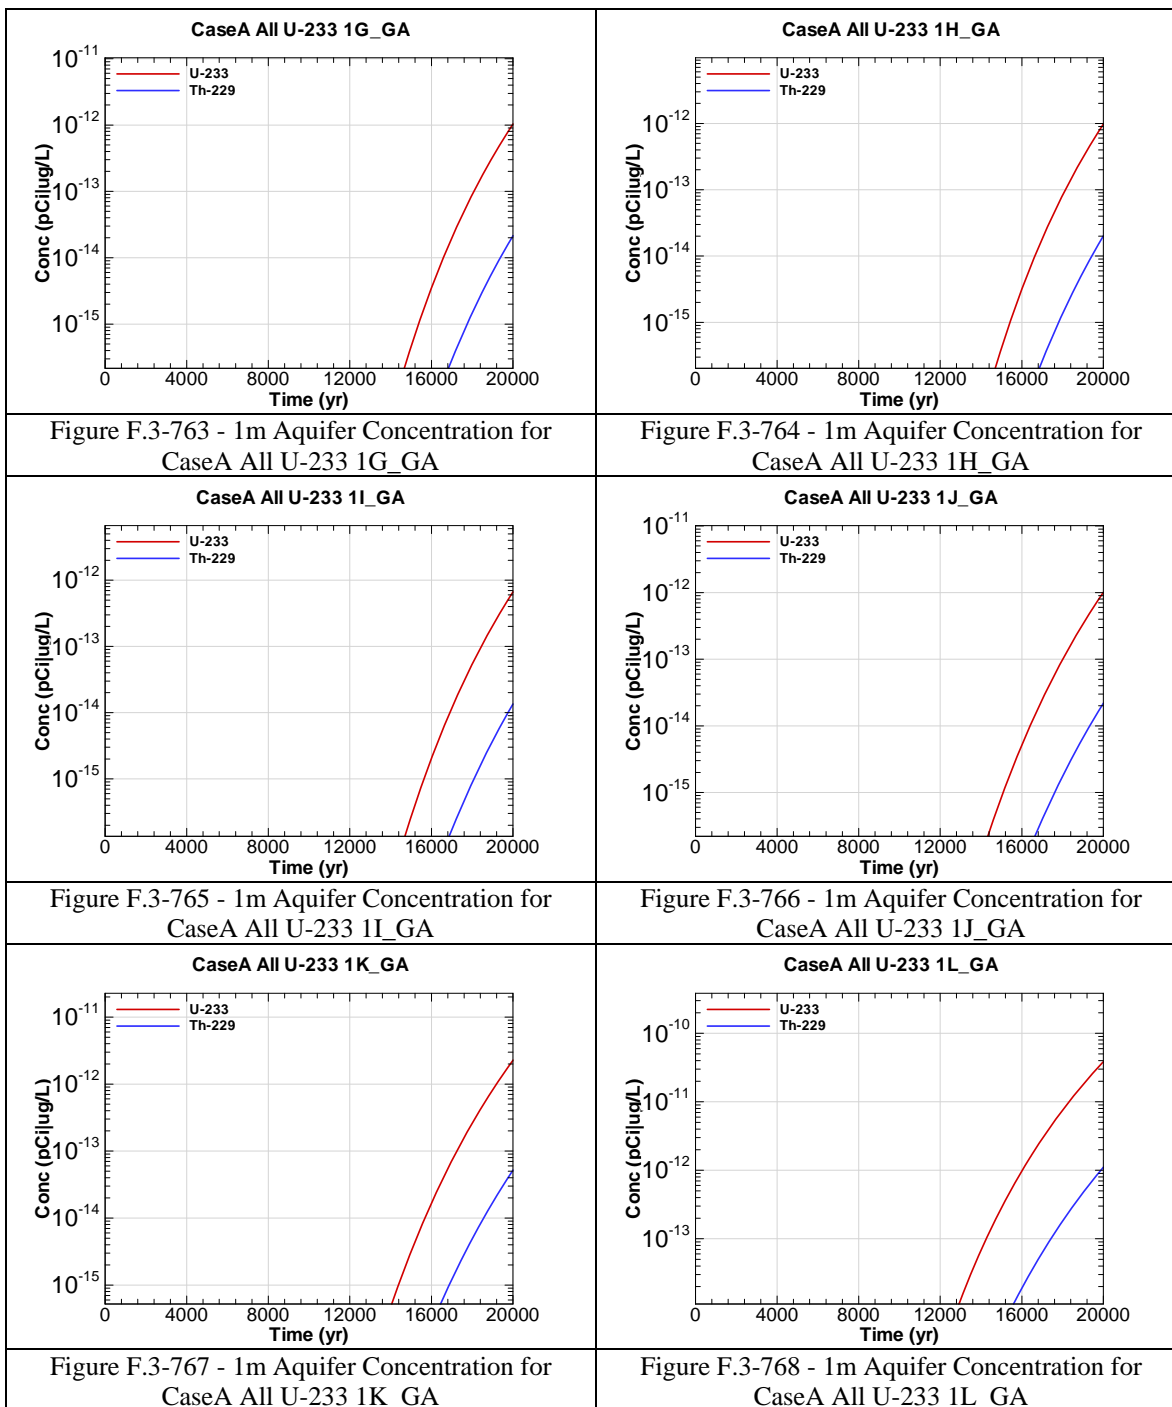 CaseA All U-233 1G_GA
U-233
Th-229
Conc (pCi|ug/L)
10-11
10-12
10-13
10-14
10-15
0 4000 8000 12000 16000 20000
Time (yr)
Figure F.3-763 - 1m Aquifer Concentration for
CaseA All U-233 1G_GA
CaseA All U-233 1H_GA
U-233
Th-229
Conc (pCi|ug/L)
10-12
10-13
10-14
10-15
0 4000 8000 12000 16000 20000
Time (yr)
Figure F.3-764 - 1m Aquifer Concentration for
CaseA All U-233 1H_GA
CaseA All U-233 1I_GA
U-233
Th-229
Conc (pCi|ug/L)
10-12
10-13
10-14
10-15
0 4000 8000 12000 16000 20000
Time (yr)
Figure F.3-765 - 1m Aquifer Concentration for
CaseA All U-233 1I_GA
CaseA All U-233 1J_GA
U-233
Th-229
Conc (pCi|ug/L)
10-11
10-12
10-13
10-14
10-15
0 4000 8000 12000 16000 20000
Time (yr)
Figure F.3-766 - 1m Aquifer Concentration for
CaseA All U-233 1J_GA
CaseA All U-233 1K_GA
U-233
Th-229
Conc (pCi|ug/L)
10-11
10-12
10-13
10-14
10-15
0 4000 8000 12000 16000 20000
Time (yr)
Figure F.3-767 - 1m Aquifer Concentration for
CaseA All U-233 1K_GA
CaseA All U-233 1L_GA
U-233
Th-229
Conc (pCi|ug/L)
10-10
10-11
10-12
10-13
0 4000 8000 12000 16000 20000
Time (yr)
Figure F.3-768 - 1m Aquifer Concentration for
CaseA All U-233 1L_GA